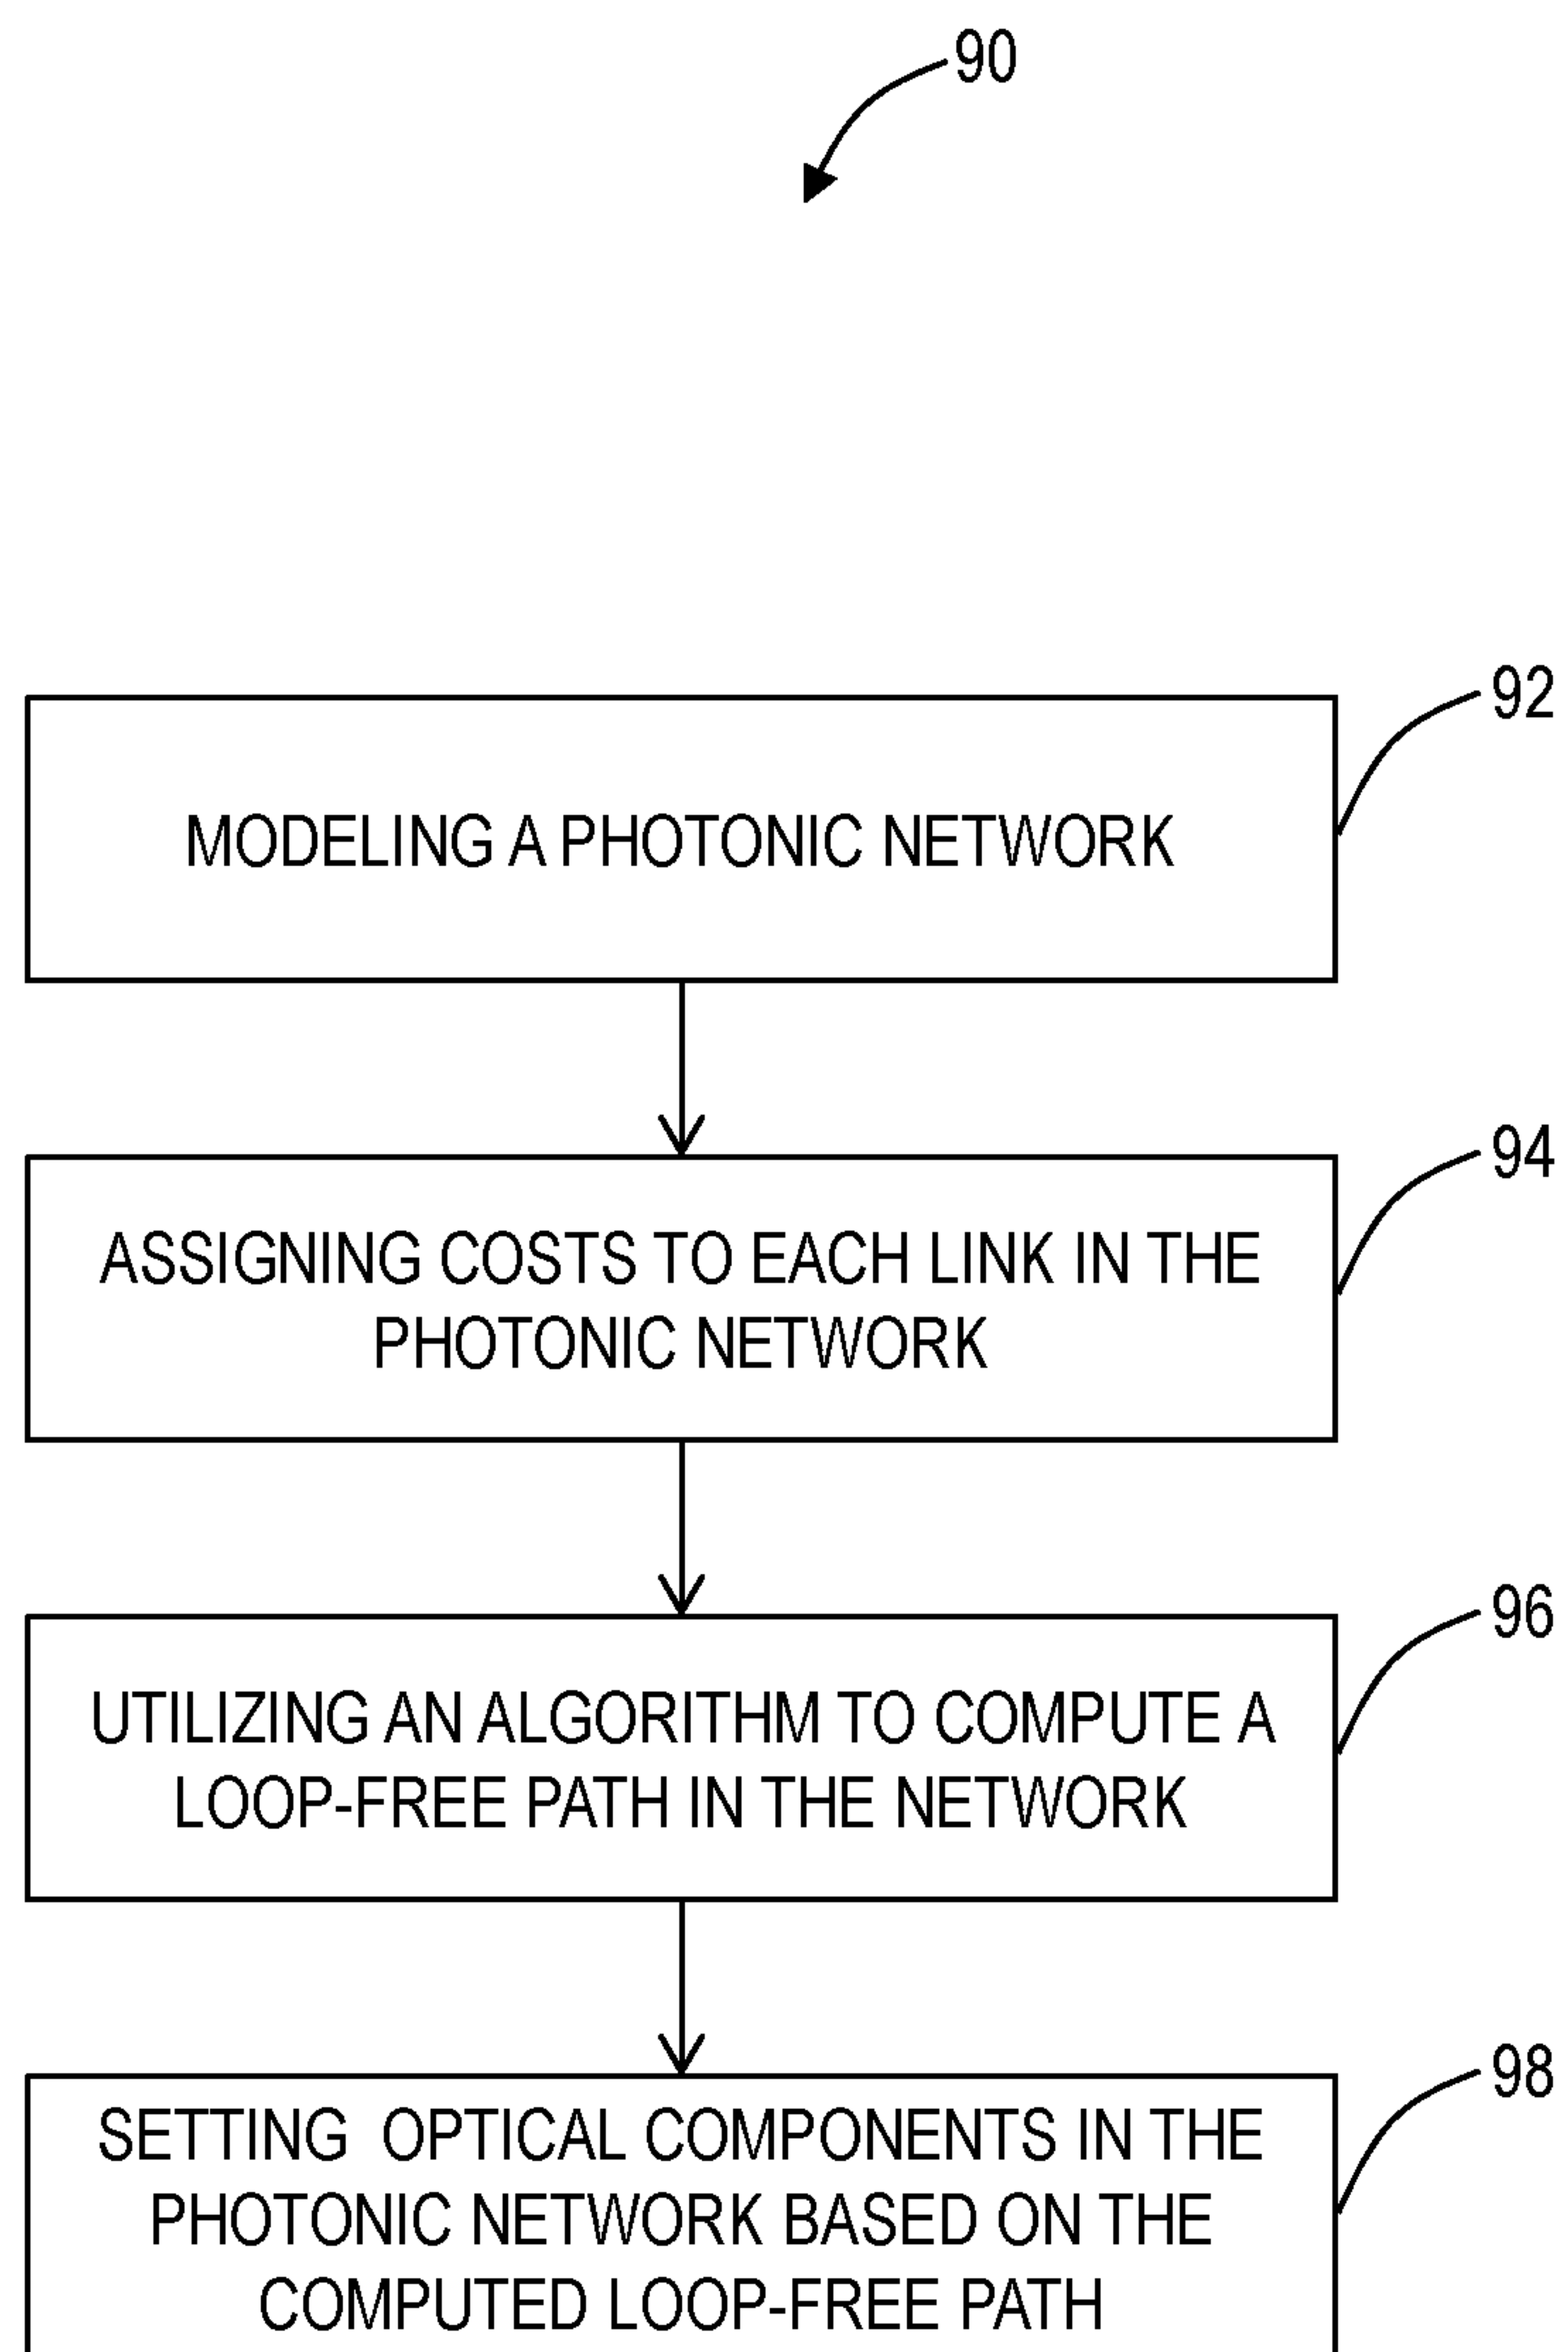 90
92
MODELING A PHOTONIC NETWORK
94
ASSIGNING COSTS TO EACH LINK IN THE
PHOTONIC NETWORK
96
UTILIZING AN ALGORITHM TO COMPUTE A
LOOP-FREE PATH IN THE NETWORK
98
SETTING OPTICAL COMPONENTS IN THE
PHOTONIC NETWORK BASED ON THE
COMPUTED LOOP-FREE PATH